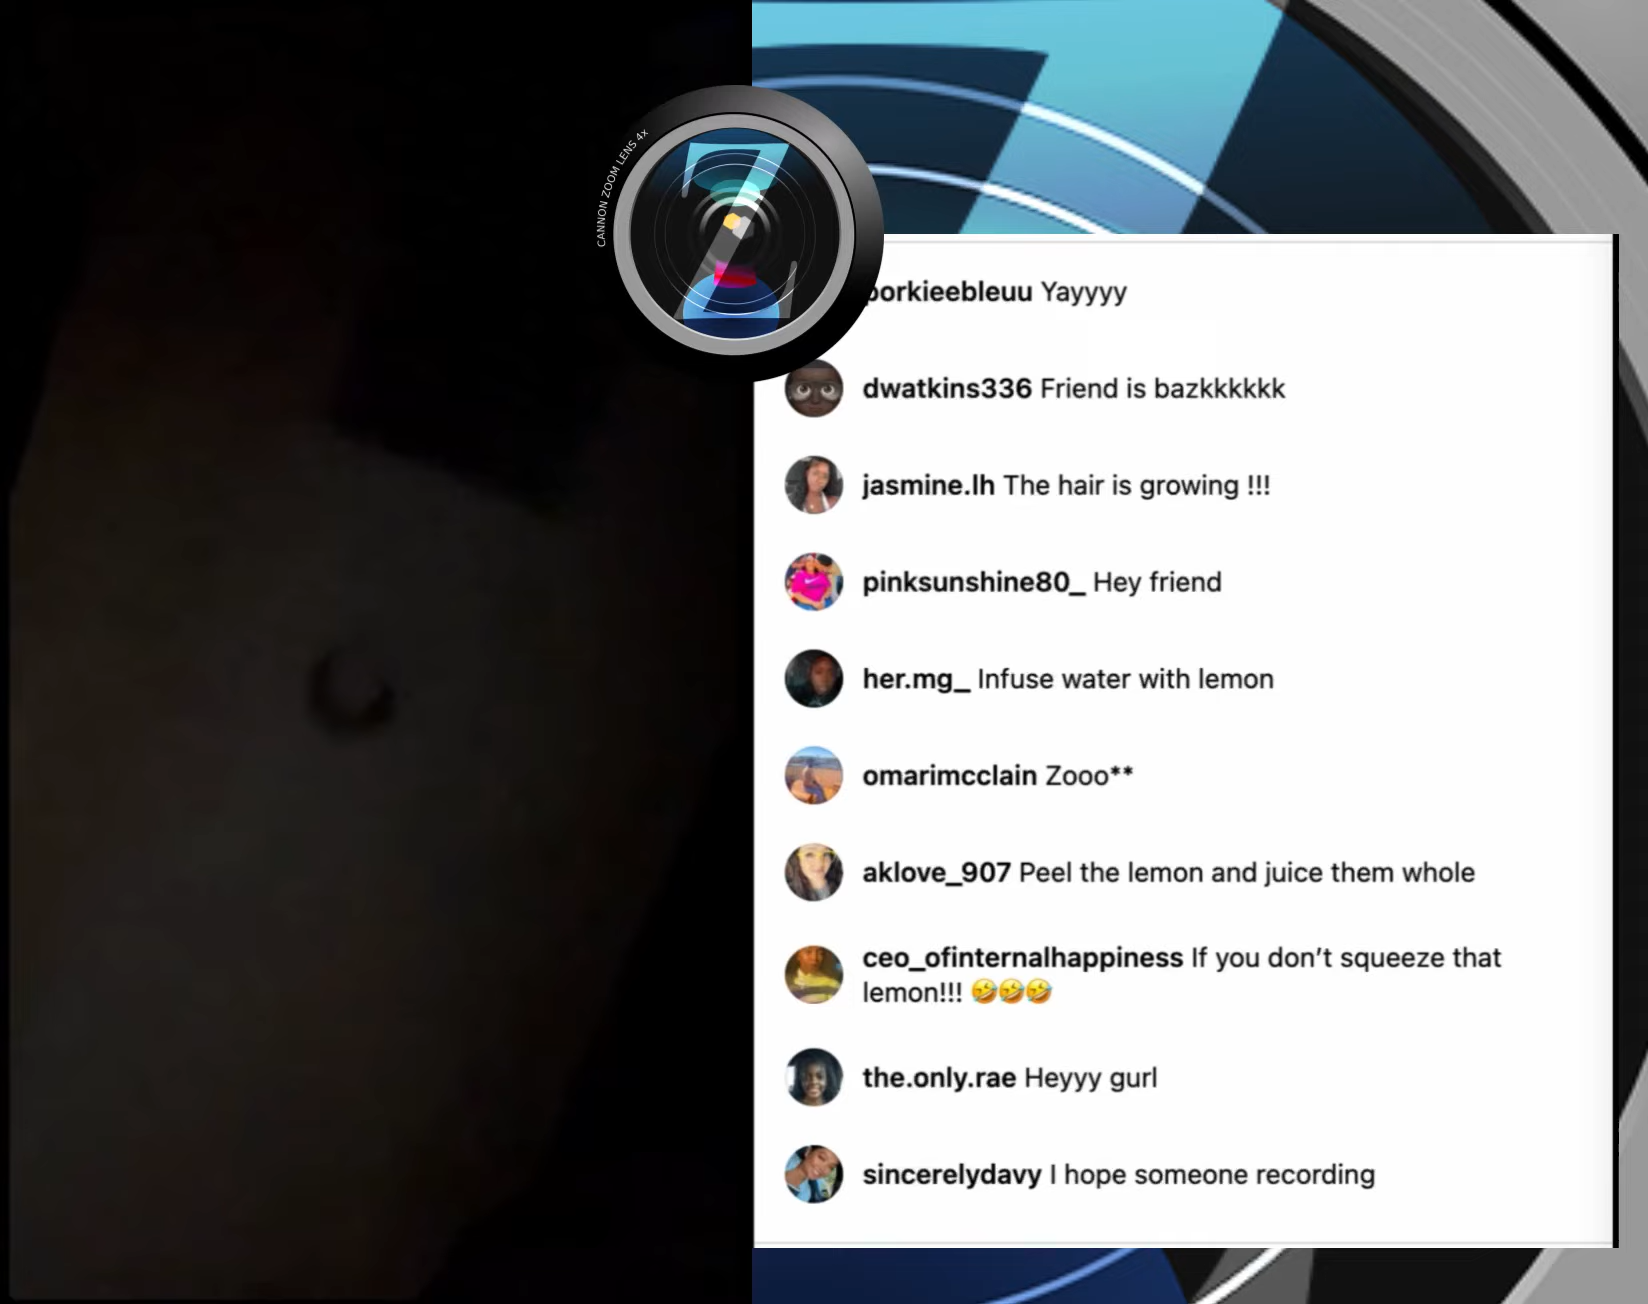 CANNON ZOOM LENS 4x
porkieebleuu Yayyyy
dwatkins336 Friend is bazkkkkkk
jasmine.lh The hair is growing !!!
pinksunshine80_ Hey friend
her.mg_ Infuse water with lemon
omarimcclain Zooo**
aklove_907 Peel the lemon and juice them whole
ceo_ofinternalhappiness If you don’t squeeze that
lemon!!! 🤣🤣🤣
the.only.rae Heyyy gurl
sincerelydavy I hope someone recording